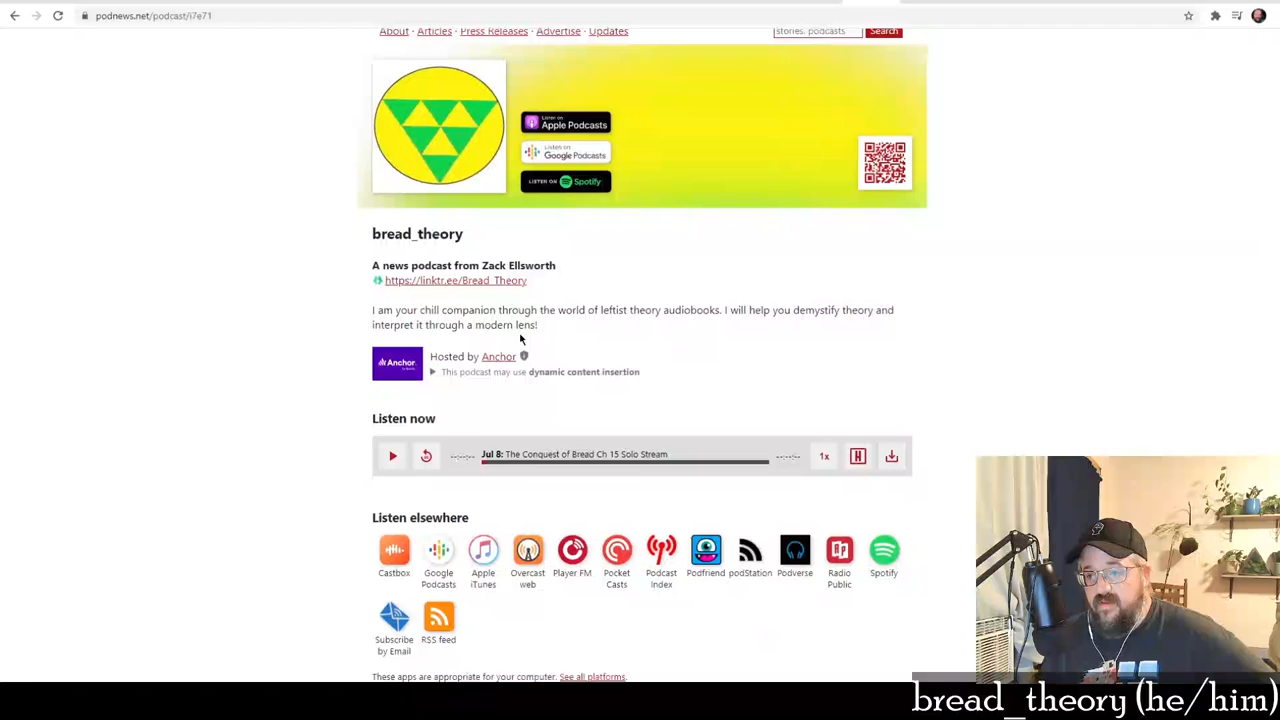 podnews.net/podcast/i7e71
About · Articles · Press Releases · Advertise · Updates
stories, podcasts
Search
Listen on
Apple Podcasts
Listen on
Google Podcasts
LISTEN ON Spotify
bread_theory
A news podcast from Zack Ellsworth
https://linktr.ee/Bread_Theory
I am your chill companion through the world of leftist theory audiobooks. I will help you demystify theory and
interpret it through a modern lens!
Anchor
Hosted by Anchor
This podcast may use dynamic content insertion
Listen now
--:--:-- Jul 8: The Conquest of Bread Ch 15 Solo Stream --:--:-- 1x
Listen elsewhere
Castbox
Google
Podcasts
Apple
iTunes
Overcast
web
Player FM
Pocket
Casts
Podcast
Index
Podfriend
podStation
Podverse
Radio
Public
Spotify
Subscribe
by Email
RSS feed
These apps are appropriate for your computer. See all platforms.
bread_theory (he/him)